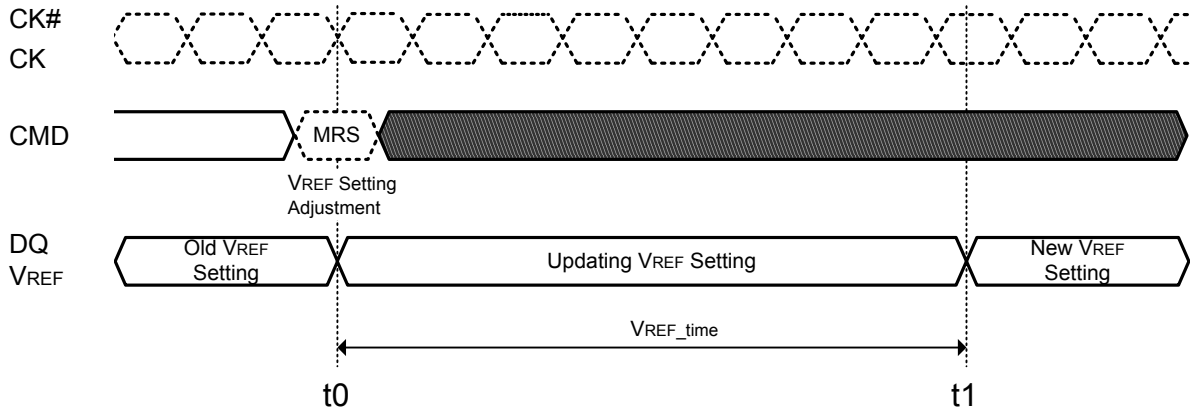 CK#
CK
CMD
MRS
VREF Setting
Adjustment
DQ
VREF
Old VREF
Setting
Updating VREF Setting
New VREF
Setting
VREF_time
t0
t1